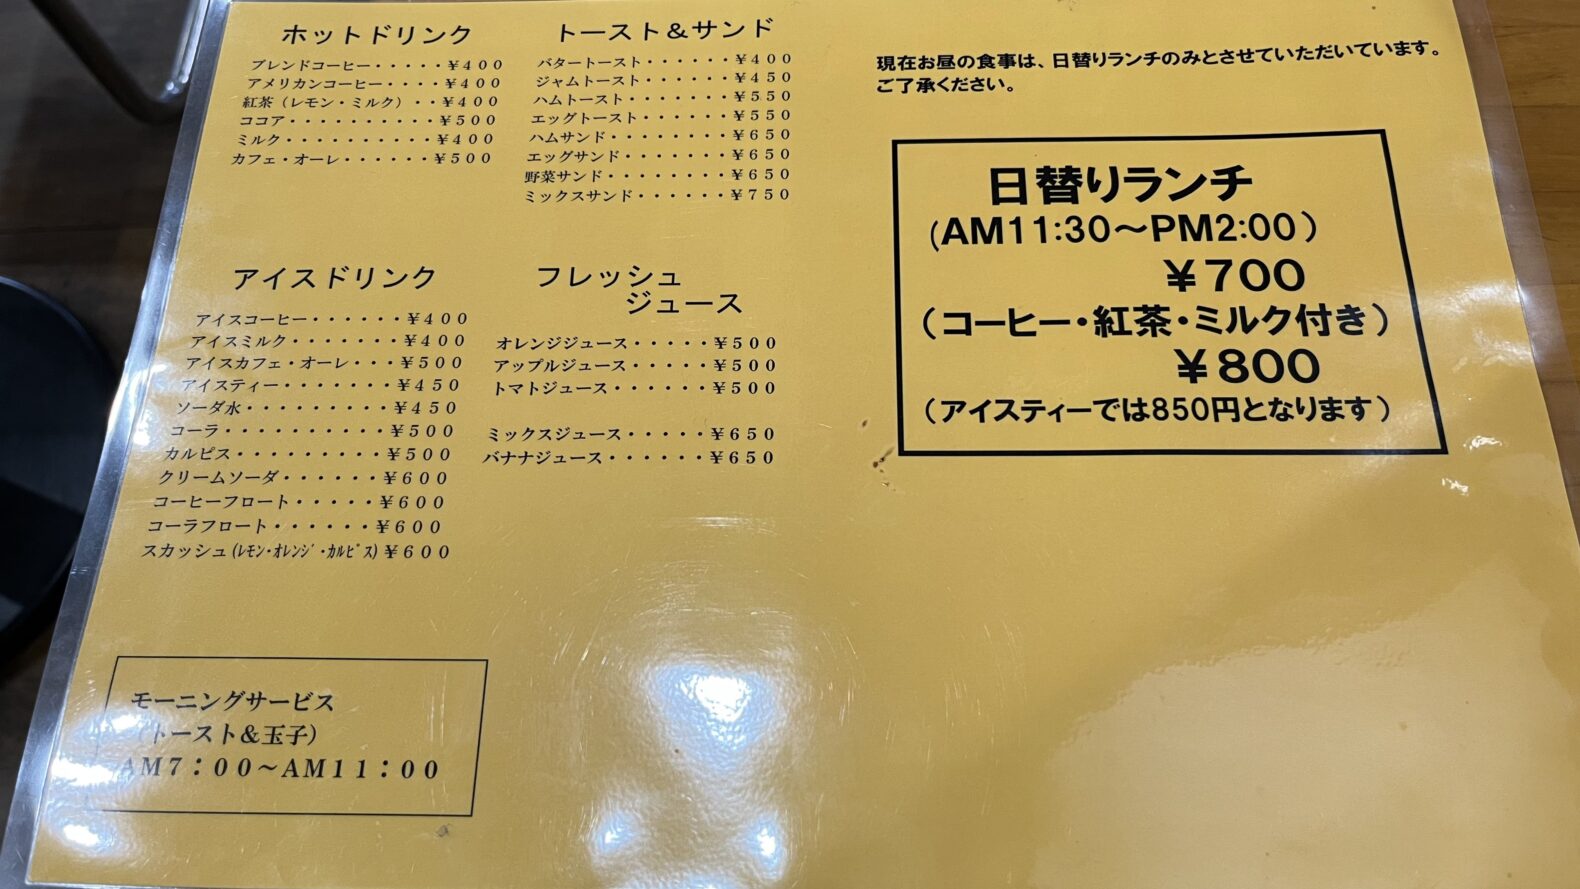 ホットドリンク
ブレンドコーヒー・・・・・¥400
アメリカンコーヒー・・・・¥400
紅茶（レモン・ミルク）・・¥400
ココア・・・・・・・・・・¥500
ミルク・・・・・・・・・・¥400
カフェ・オーレ・・・・・・¥500
トースト＆サンド
バタートースト・・・・・・¥400
ジャムトースト・・・・・・¥450
ハムトースト・・・・・・・¥550
エッグトースト・・・・・・¥550
ハムサンド・・・・・・・・¥650
エッグサンド・・・・・・・¥650
野菜サンド・・・・・・・・¥650
ミックスサンド・・・・・・¥750
アイスドリンク
アイスコーヒー・・・・・・¥400
アイスミルク・・・・・・・¥400
アイスカフェ・オーレ・・・¥500
アイスティー・・・・・・・¥450
ソーダ水・・・・・・・・・¥450
コーラ・・・・・・・・・・¥500
カルピス・・・・・・・・・¥500
クリームソーダ・・・・・・¥600
コーヒーフロート・・・・・¥600
コーラフロート・・・・・・¥600
スカッシュ(ﾚﾓﾝ･ｵﾚﾝｼﾞ･ｶﾙﾋﾟｽ)¥600
フレッシュ
ジュース
オレンジジュース・・・・・¥500
アップルジュース・・・・・¥500
トマトジュース・・・・・・¥500
ミックスジュース・・・・・¥650
バナナジュース・・・・・・¥650
モーニングサービス
（トースト＆玉子）
AM7：00～AM11：00
現在お昼の食事は、日替りランチのみとさせていただいています。
ご了承ください。
日替りランチ
（AM11:30～PM2:00）
¥700
（コーヒー・紅茶・ミルク付き）
¥800
（アイスティーでは850円となります）